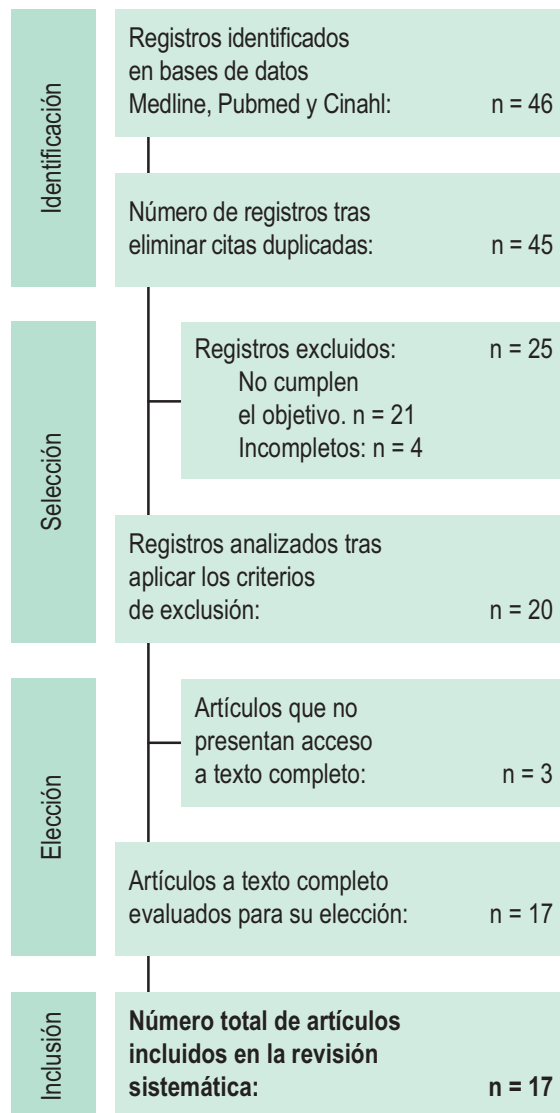 Identificación
Registros identificados
en bases de datos
Medline, Pubmed y Cinahl: n = 46
Número de registros tras
eliminar citas duplicadas: n = 45
Selección
Registros excluidos: n = 25
No cumplen
el objetivo. n = 21
Incompletos: n = 4
Registros analizados tras
aplicar los criterios
de exclusión: n = 20
Elección
Artículos que no
presentan acceso
a texto completo: n = 3
Artículos a texto completo
evaluados para su elección: n = 17
Inclusión
Número total de artículos
incluidos en la revisión
sistemática: n = 17